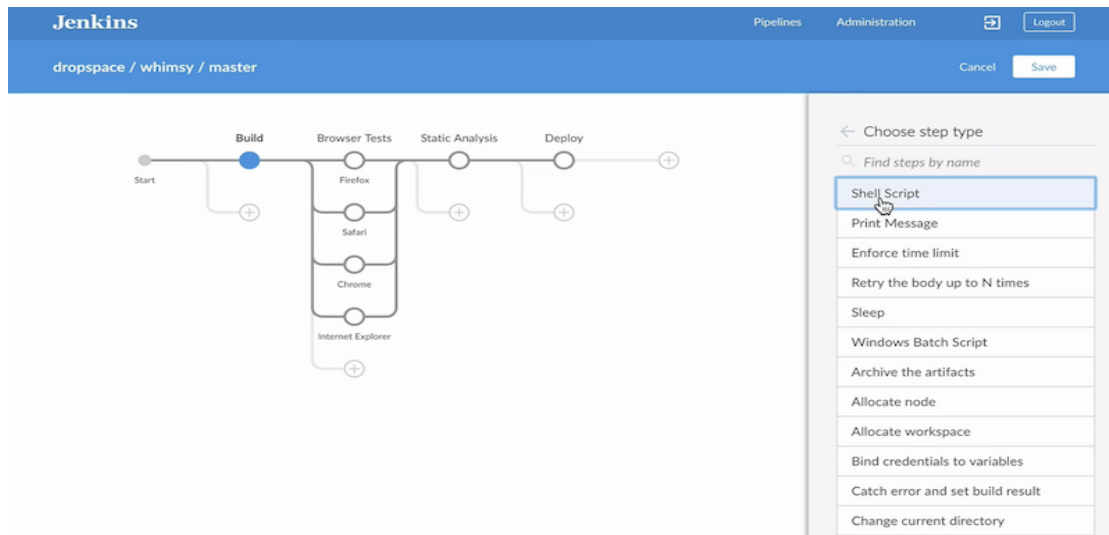 Jenkins
Pipelines
Administration
Logout
dropspace / whimsy / master
Cancel
Save
Build
Browser Tests
Static Analysis
Deploy
Start
Firefox
Safari
Chrome
Internet Explorer
Choose step type
Find steps by name
Shell Script
Print Message
Enforce time limit
Retry the body up to N times
Sleep
Windows Batch Script
Archive the artifacts
Allocate node
Allocate workspace
Bind credentials to variables
Catch error and set build result
Change current directory